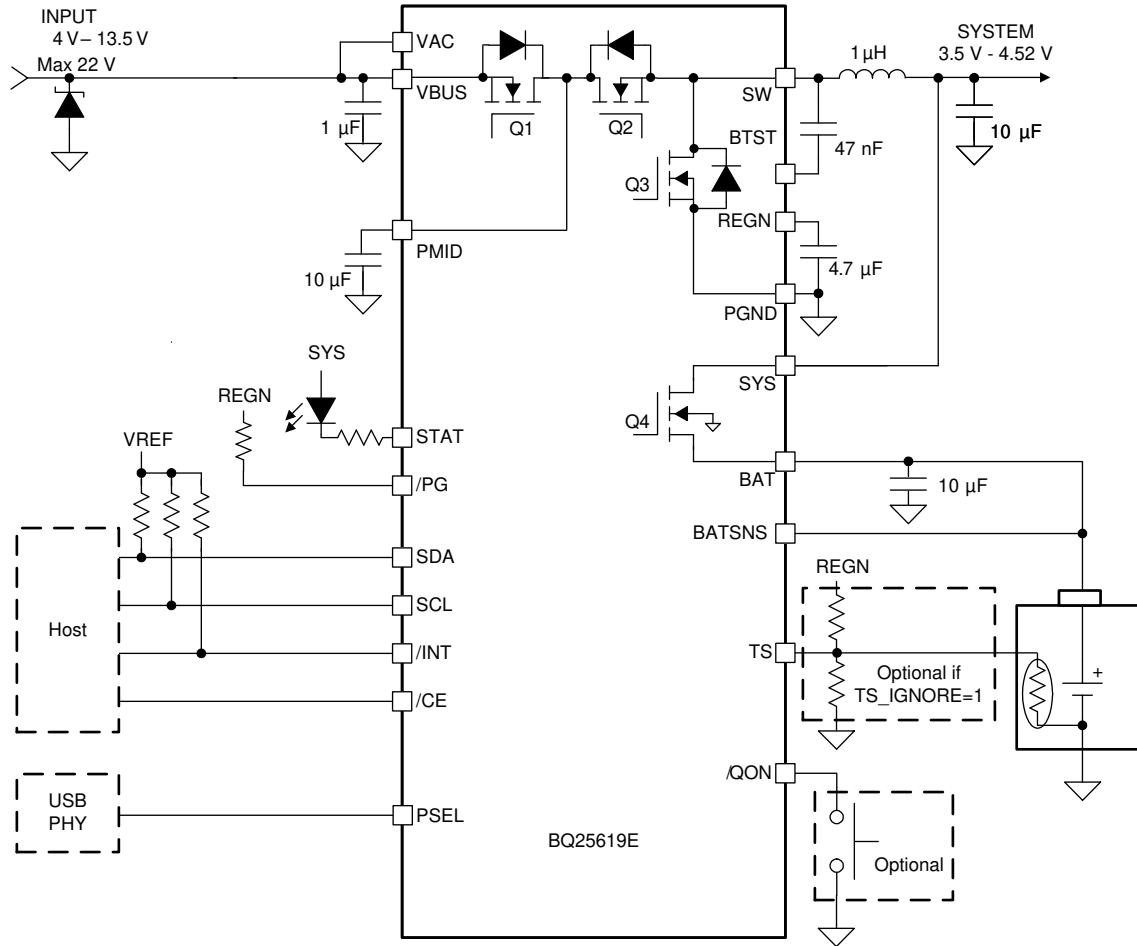 INPUT
4 V – 13.5 V
Max 22 V
VAC
VBUS
1 µF
Q1
Q2
SW
1 µH
SYSTEM
3.5 V - 4.52 V
10 µF
BTST
47 nF
Q3
REGN
4.7 µF
PGND
PMID
10 µF
SYS
SYS
REGN
Q4
VREF
STAT
/PG
BAT
10 µF
BATSNS
SDA
SCL
Host
/INT
/CE
REGN
TS
Optional if
TS_IGNORE=1
+
/QON
USB
PHY
PSEL
BQ25619E
Optional